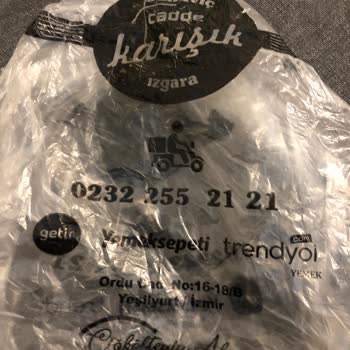 cadde
karışık
ızgara
0232 255 21 21
getir
Yemeksepeti
trendyol
YEMEK
Ordu Cad. No:16-18/B
Yeşilyurt / İzmir